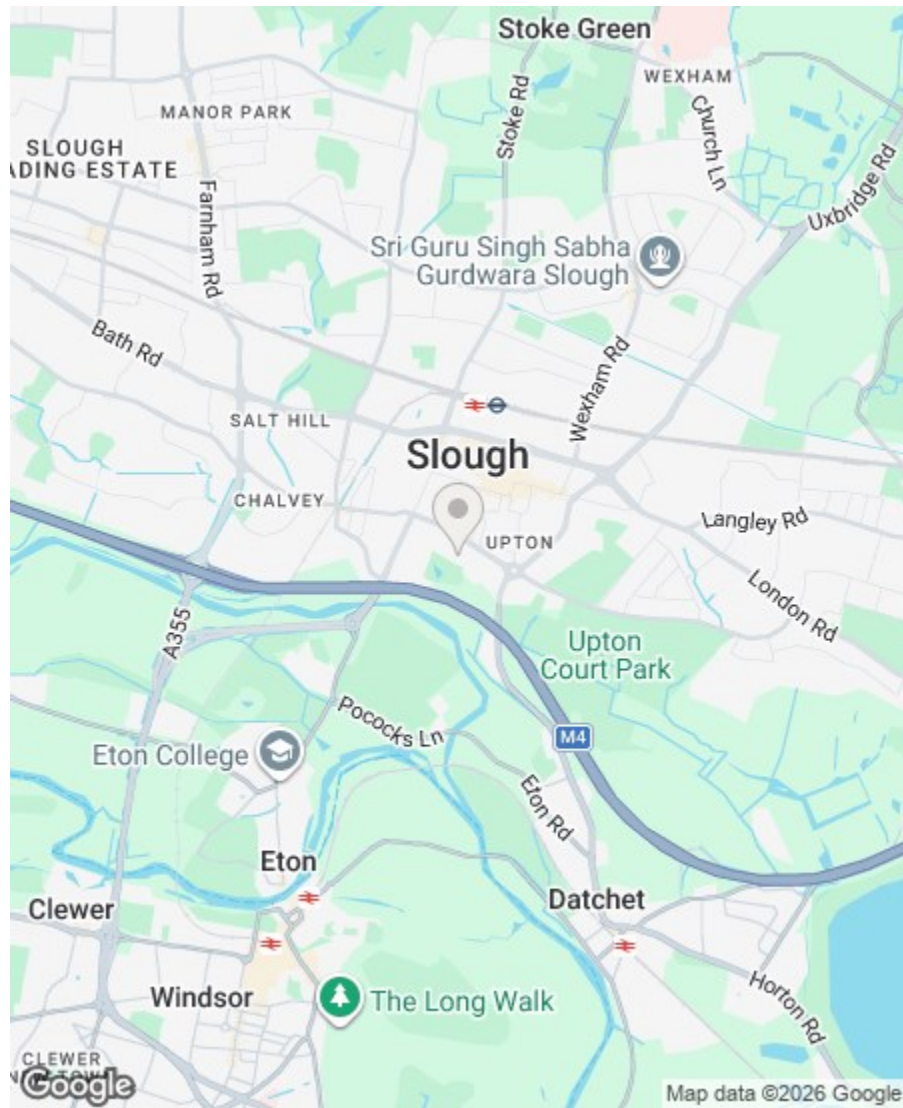 Stoke Green
WEXHAM
MANOR PARK
Stoke Rd
Church Ln
SLOUGH
ADING ESTATE
Uxbridge Rd
Farnham Rd
Sri Guru Singh Sabha
Gurdwara Slough
Bath Rd
Wexham Rd
SALT HILL
Slough
CHALVEY
Langley Rd
UPTON
London Rd
A355
Upton
Court Park
Pococks Ln
M4
Eton College
Eton Rd
Eton
Datchet
Clewer
Windsor
The Long Walk
Horton Rd
CLEWER
Google
Map data ©2026 Google